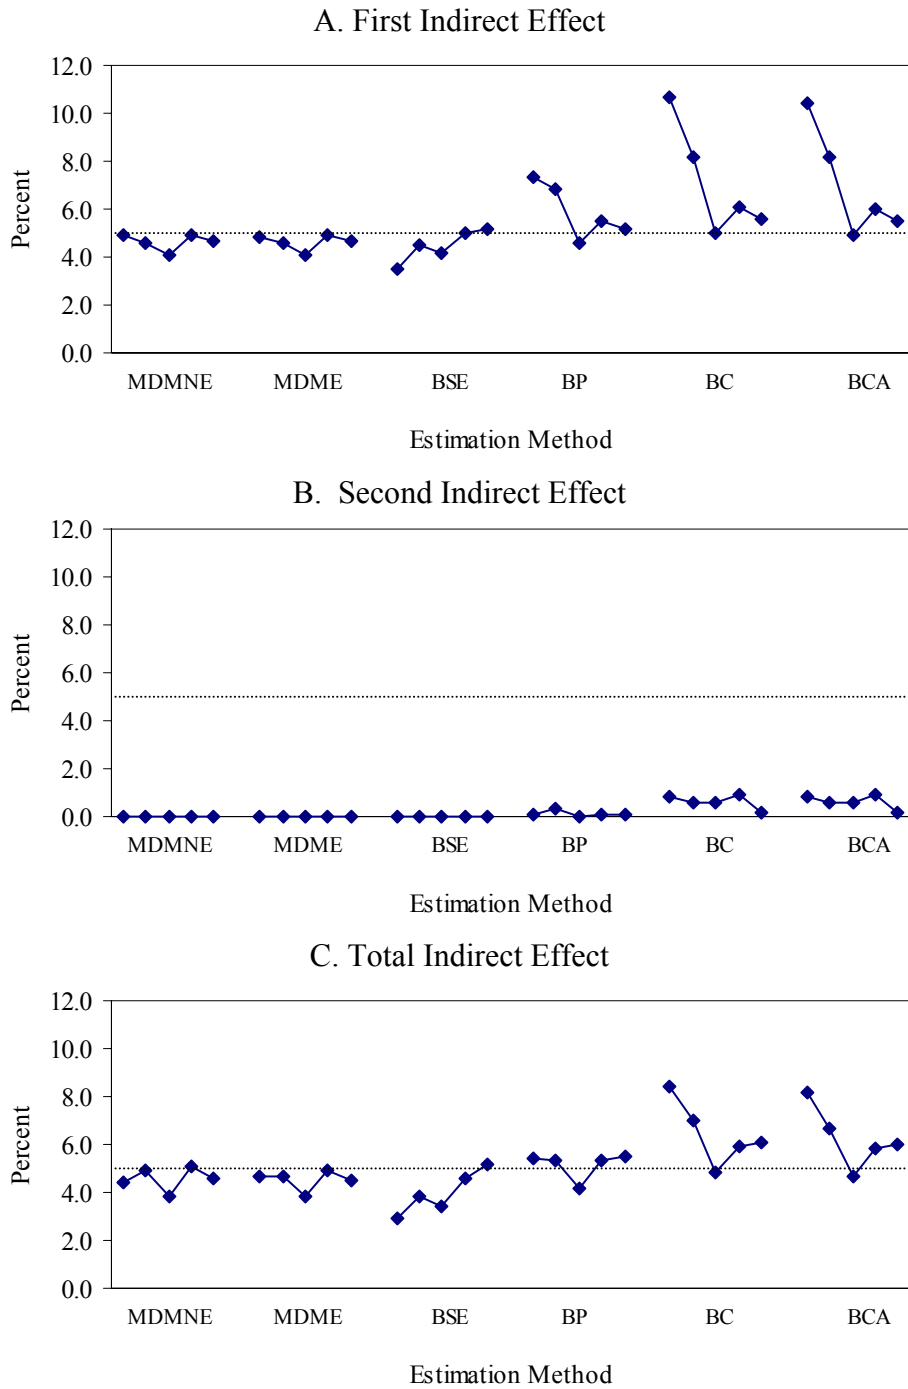 A. First Indirect Effect
12.0
10.0
8.0
6.0
4.0
2.0
0.0
Percent
MDMNE MDME BSE BP BC BCA
Estimation Method
B. Second Indirect Effect
12.0
10.0
8.0
6.0
4.0
2.0
0.0
Percent
MDMNE MDME BSE BP BC BCA
Estimation Method
C. Total Indirect Effect
12.0
10.0
8.0
6.0
4.0
2.0
0.0
Percent
MDMNE MDME BSE BP BC BCA
Estimation Method